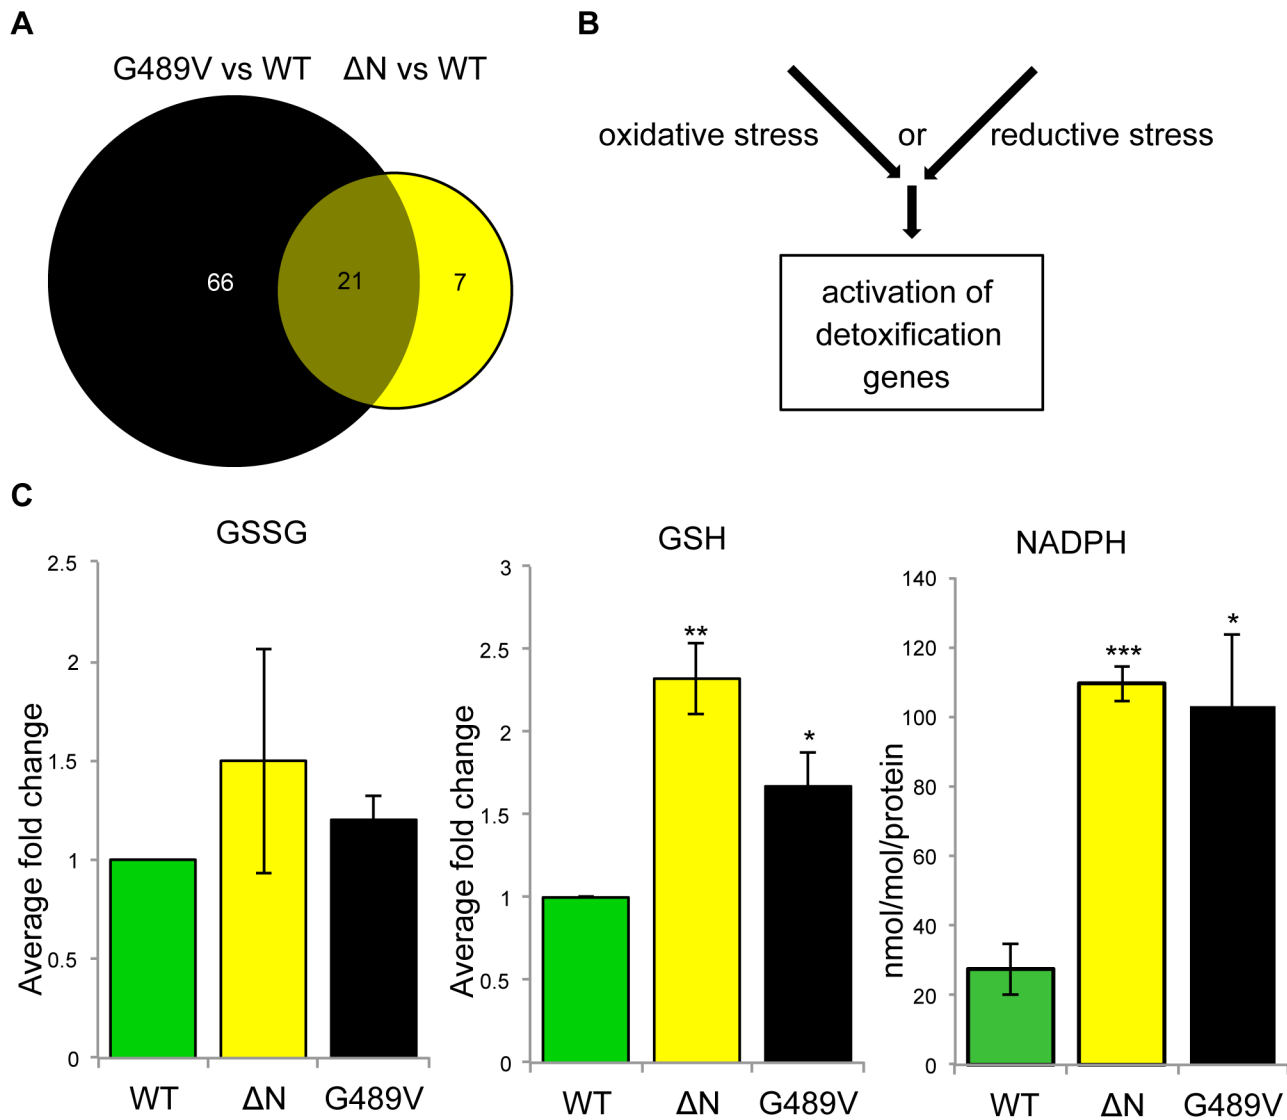 A
G489V vs WT ΔN vs WT
66
21
7
B
oxidative stress or reductive stress
activation of
detoxification
genes
C
GSSG
Average fold change
2.5
2
1.5
1
0.5
0
WT ΔN G489V
GSH
Average fold change
3
2.5
2
1.5
1
0.5
0
**
*
WT ΔN G489V
NADPH
nmol/mol/protein
140
120
100
80
60
40
20
0
***
*
WT ΔN G489V